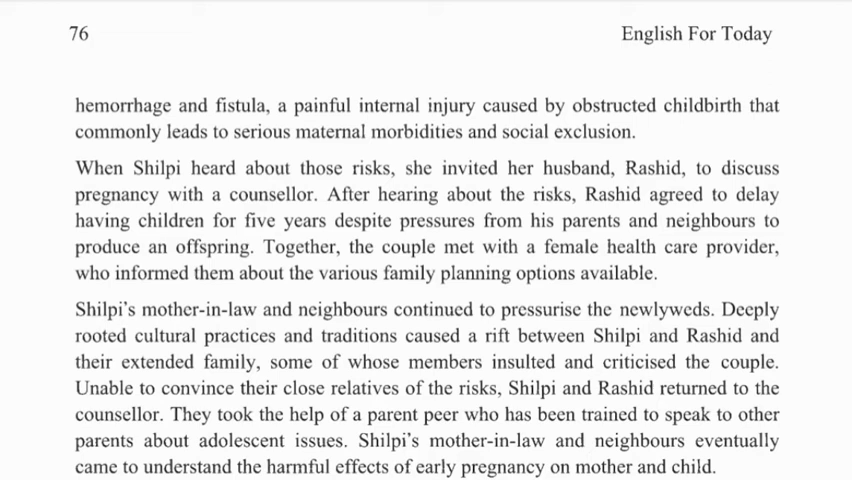 76 English For Today
hemorrhage and fistula, a painful internal injury caused by obstructed childbirth that
commonly leads to serious maternal morbidities and social exclusion.
When Shilpi heard about those risks, she invited her husband, Rashid, to discuss
pregnancy with a counsellor. After hearing about the risks, Rashid agreed to delay
having children for five years despite pressures from his parents and neighbours to
produce an offspring. Together, the couple met with a female health care provider,
who informed them about the various family planning options available.
Shilpi's mother-in-law and neighbours continued to pressurise the newlyweds. Deeply
rooted cultural practices and traditions caused a rift between Shilpi and Rashid and
their extended family, some of whose members insulted and criticised the couple.
Unable to convince their close relatives of the risks, Shilpi and Rashid returned to the
counsellor. They took the help of a parent peer who has been trained to speak to other
parents about adolescent issues. Shilpi's mother-in-law and neighbours eventually
came to understand the harmful effects of early pregnancy on mother and child.